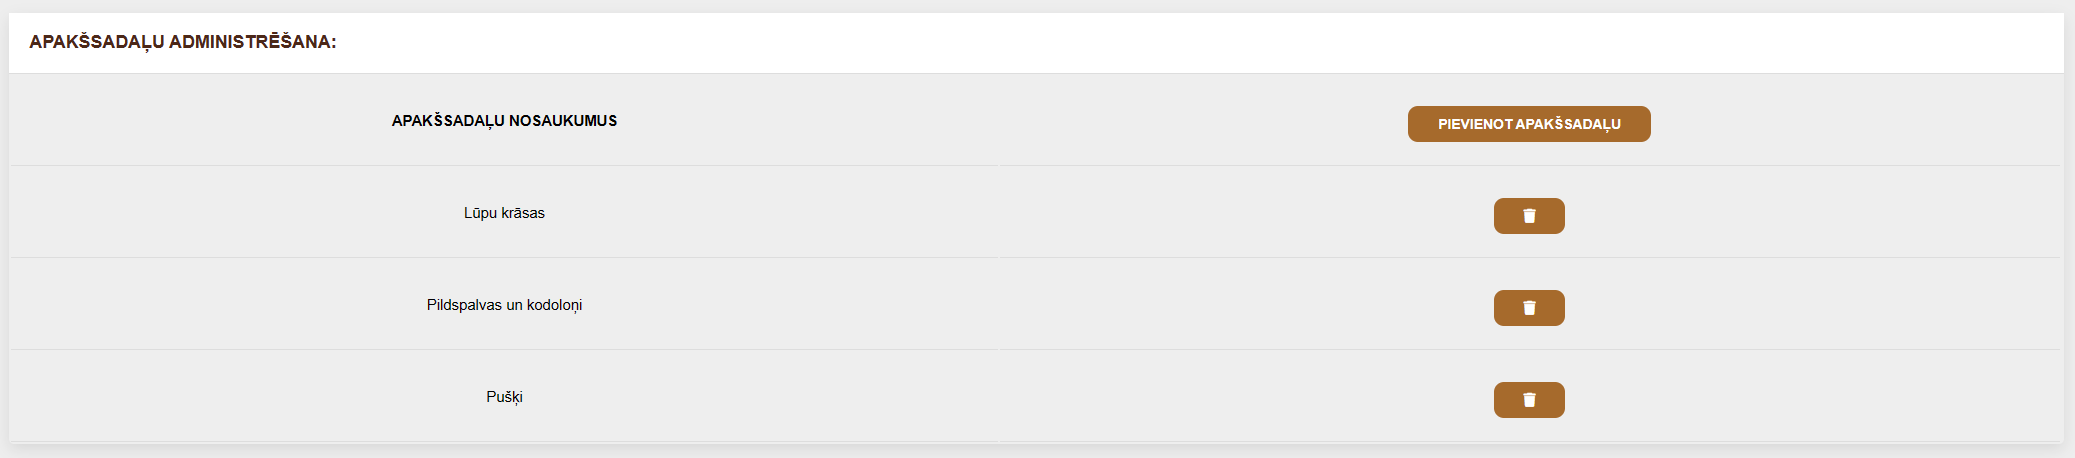 APAKŠSADAĻU ADMINISTRĒŠANA:
APAKŠSADAĻU NOSAUKUMUS
PIEVIENOT APAKŠSADAĻU
Lūpu krāsas
Pildspalvas un kodoloņi
Pušķi